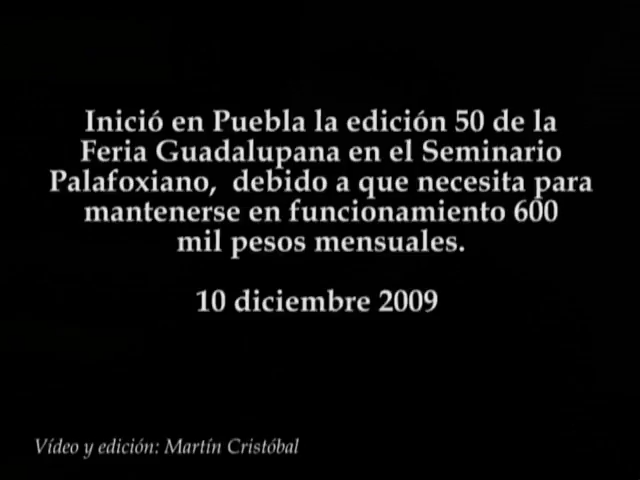 Inició en Puebla la edición 50 de la
Feria Guadalupana en el Seminario
Palafoxiano,  debido a que necesita para
mantenerse en funcionamiento 600
mil pesos mensuales.
10 diciembre 2009
Vídeo y edición: Martín Cristóbal